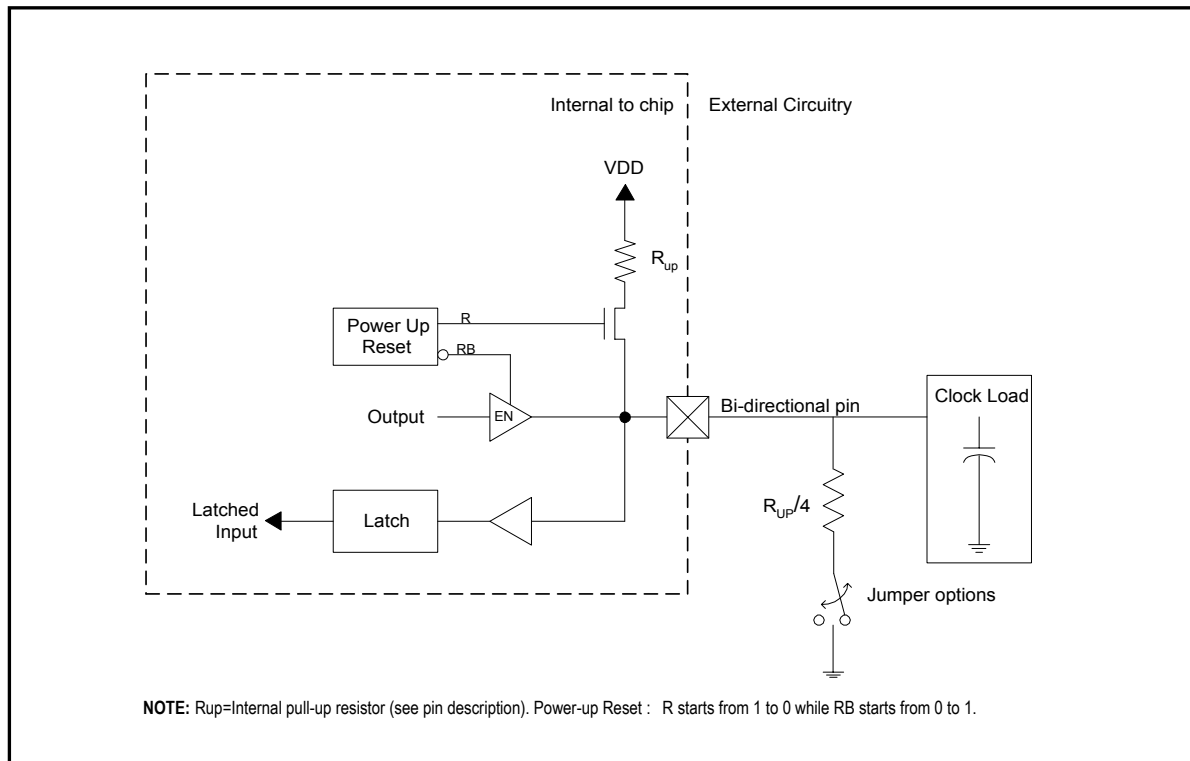 Internal to chip
External Circuitry
VDD
Rup
Power Up
Reset
R
RB
Output
EN
Bi-directional pin
Clock Load
Latched
Input
Latch
RUP/4
Jumper options
NOTE: Rup=Internal pull-up resistor (see pin description). Power-up Reset : R starts from 1 to 0 while RB starts from 0 to 1.